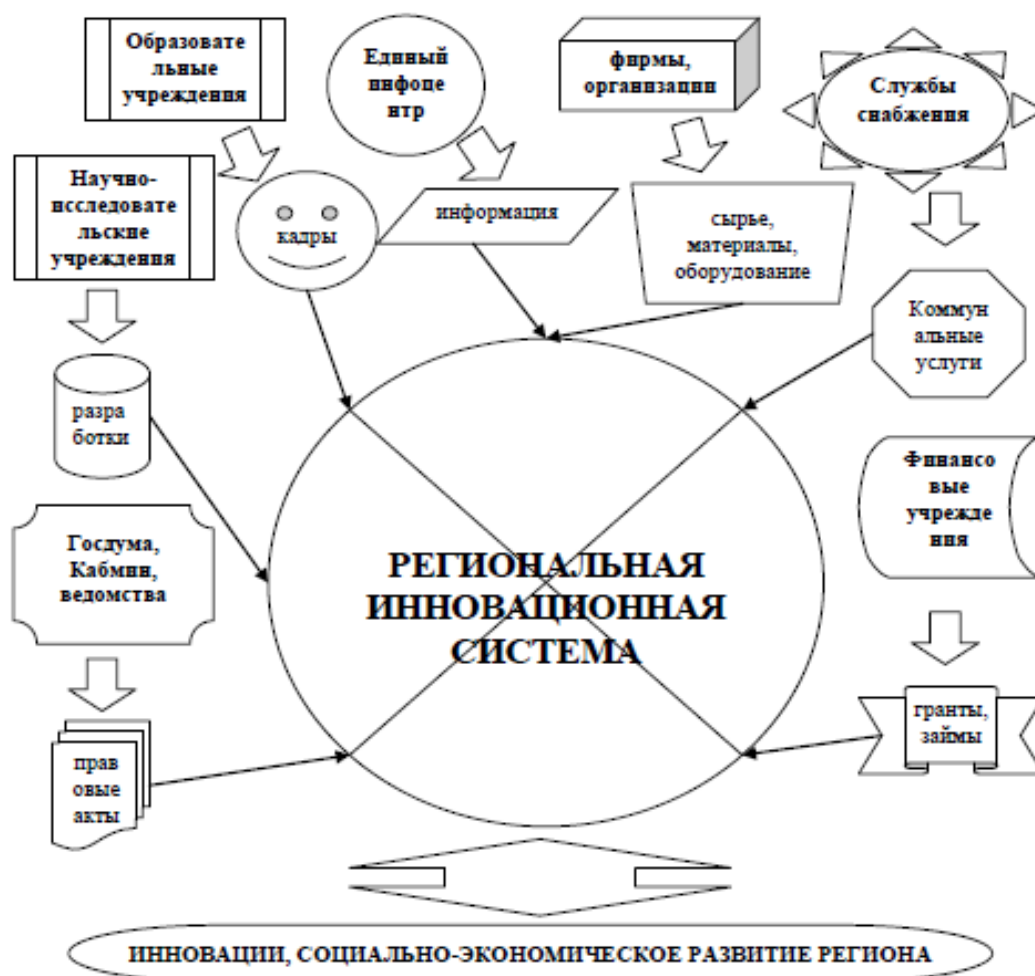 Образовате
льные
учреждения
Единый
инфоце
нтр
фирмы,
организации
Службы
снабжения
Научно-
исследовате
льские
учреждения
кадры
информация
сырье,
материалы,
оборудование
Коммун
альные
услуги
разра
ботки
Финансо
вые
учрежде
ния
Госдума,
Кабмин,
ведомства
РЕГИОНАЛЬНАЯ
ИННОВАЦИОННАЯ
СИСТЕМА
гранты,
займы
прав
овые
акты
ИННОВАЦИИ, СОЦИАЛЬНО-ЭКОНОМИЧЕСКОЕ РАЗВИТИЕ РЕГИОНА